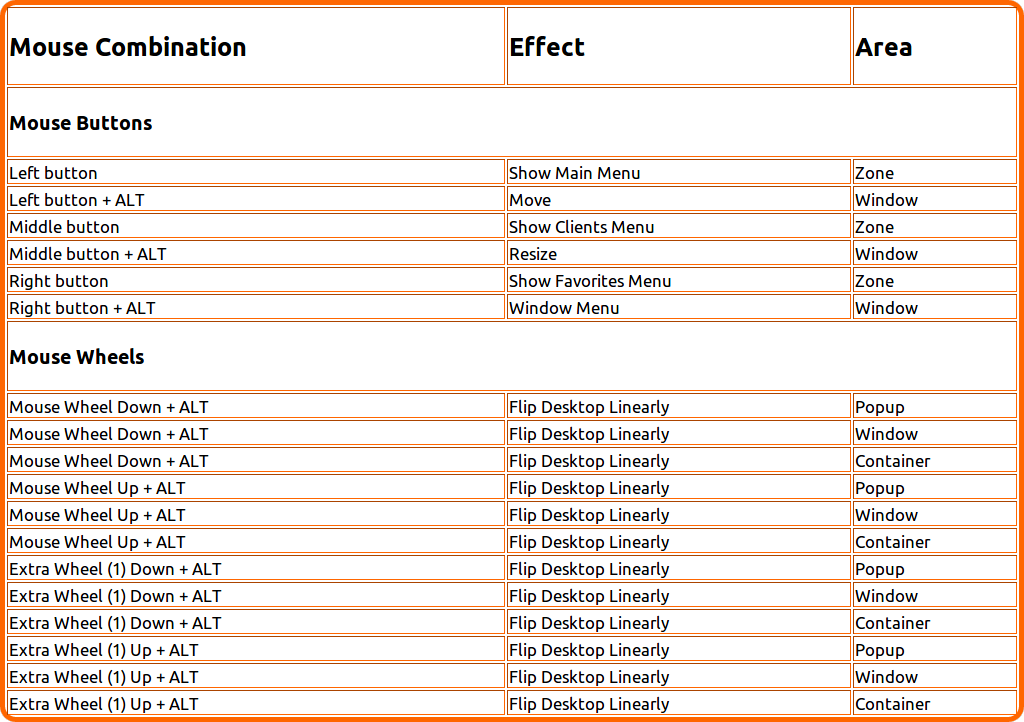 Mouse Combination Effect Area
Mouse Buttons
Left button Show Main Menu Zone
Left button + ALT Move Window
Middle button Show Clients Menu Zone
Middle button + ALT Resize Window
Right button Show Favorites Menu Zone
Right button + ALT Window Menu Window
Mouse Wheels
Mouse Wheel Down + ALT Flip Desktop Linearly Popup
Mouse Wheel Down + ALT Flip Desktop Linearly Window
Mouse Wheel Down + ALT Flip Desktop Linearly Container
Mouse Wheel Up + ALT Flip Desktop Linearly Popup
Mouse Wheel Up + ALT Flip Desktop Linearly Window
Mouse Wheel Up + ALT Flip Desktop Linearly Container
Extra Wheel (1) Down + ALT Flip Desktop Linearly Popup
Extra Wheel (1) Down + ALT Flip Desktop Linearly Window
Extra Wheel (1) Down + ALT Flip Desktop Linearly Container
Extra Wheel (1) Up + ALT Flip Desktop Linearly Popup
Extra Wheel (1) Up + ALT Flip Desktop Linearly Window
Extra Wheel (1) Up + ALT Flip Desktop Linearly Container